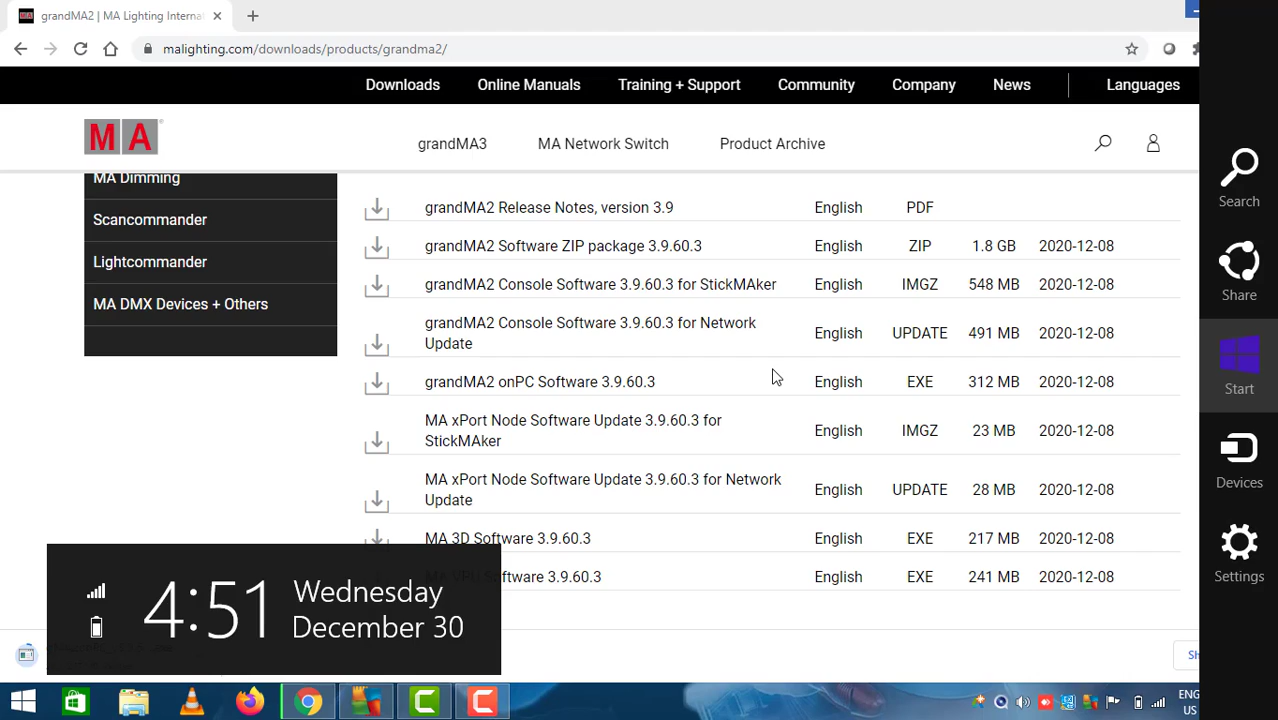 grandMA2 | MA Lighting Interna
malighting.com/downloads/products/grandma2/
Downloads Online Manuals Training + Support Community Company News Languages
MA
grandMA3 MA Network Switch Product Archive
MA Dimming
Scancommander
Lightcommander
MA DMX Devices + Others
grandMA2 Release Notes, version 3.9 English PDF
grandMA2 Software ZIP package 3.9.60.3 English ZIP 1.8 GB 2020-12-08
grandMA2 Console Software 3.9.60.3 for StickMAker English IMGZ 548 MB 2020-12-08
grandMA2 Console Software 3.9.60.3 for Network
Update English UPDATE 491 MB 2020-12-08
grandMA2 onPC Software 3.9.60.3 English EXE 312 MB 2020-12-08
MA xPort Node Software Update 3.9.60.3 for
StickMAker English IMGZ 23 MB 2020-12-08
MA xPort Node Software Update 3.9.60.3 for Network
Update English UPDATE 28 MB 2020-12-08
MA 3D Software 3.9.60.3 English EXE 217 MB 2020-12-08
MA VPU Software 3.9.60.3 English EXE 241 MB 2020-12-08
Search
Share
Start
Devices
Settings
4:51 Wednesday
December 30
Sh
ENG
US